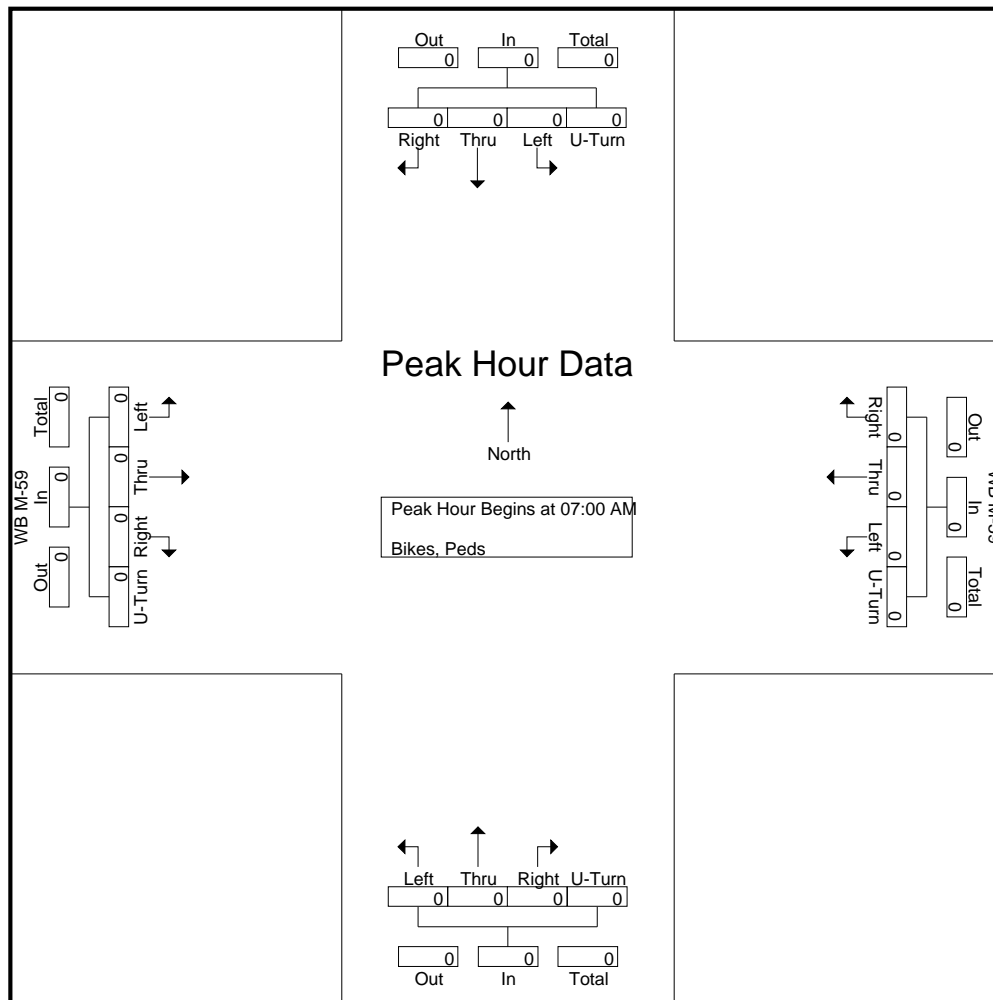 Out In Total
0 0 0
0 0 0 0
Right Thru Left U-Turn
Peak Hour Data
North
Peak Hour Begins at 07:00 AM
Bikes, Peds
WB M-59
Total In Out
0 0 0
0 0 0 0
Left Thru Right U-Turn
Right Thru Left U-Turn
0 0 0 0
0 0 0
Out In Total
Left Thru Right U-Turn
0 0 0 0
0 0 0
Out In Total